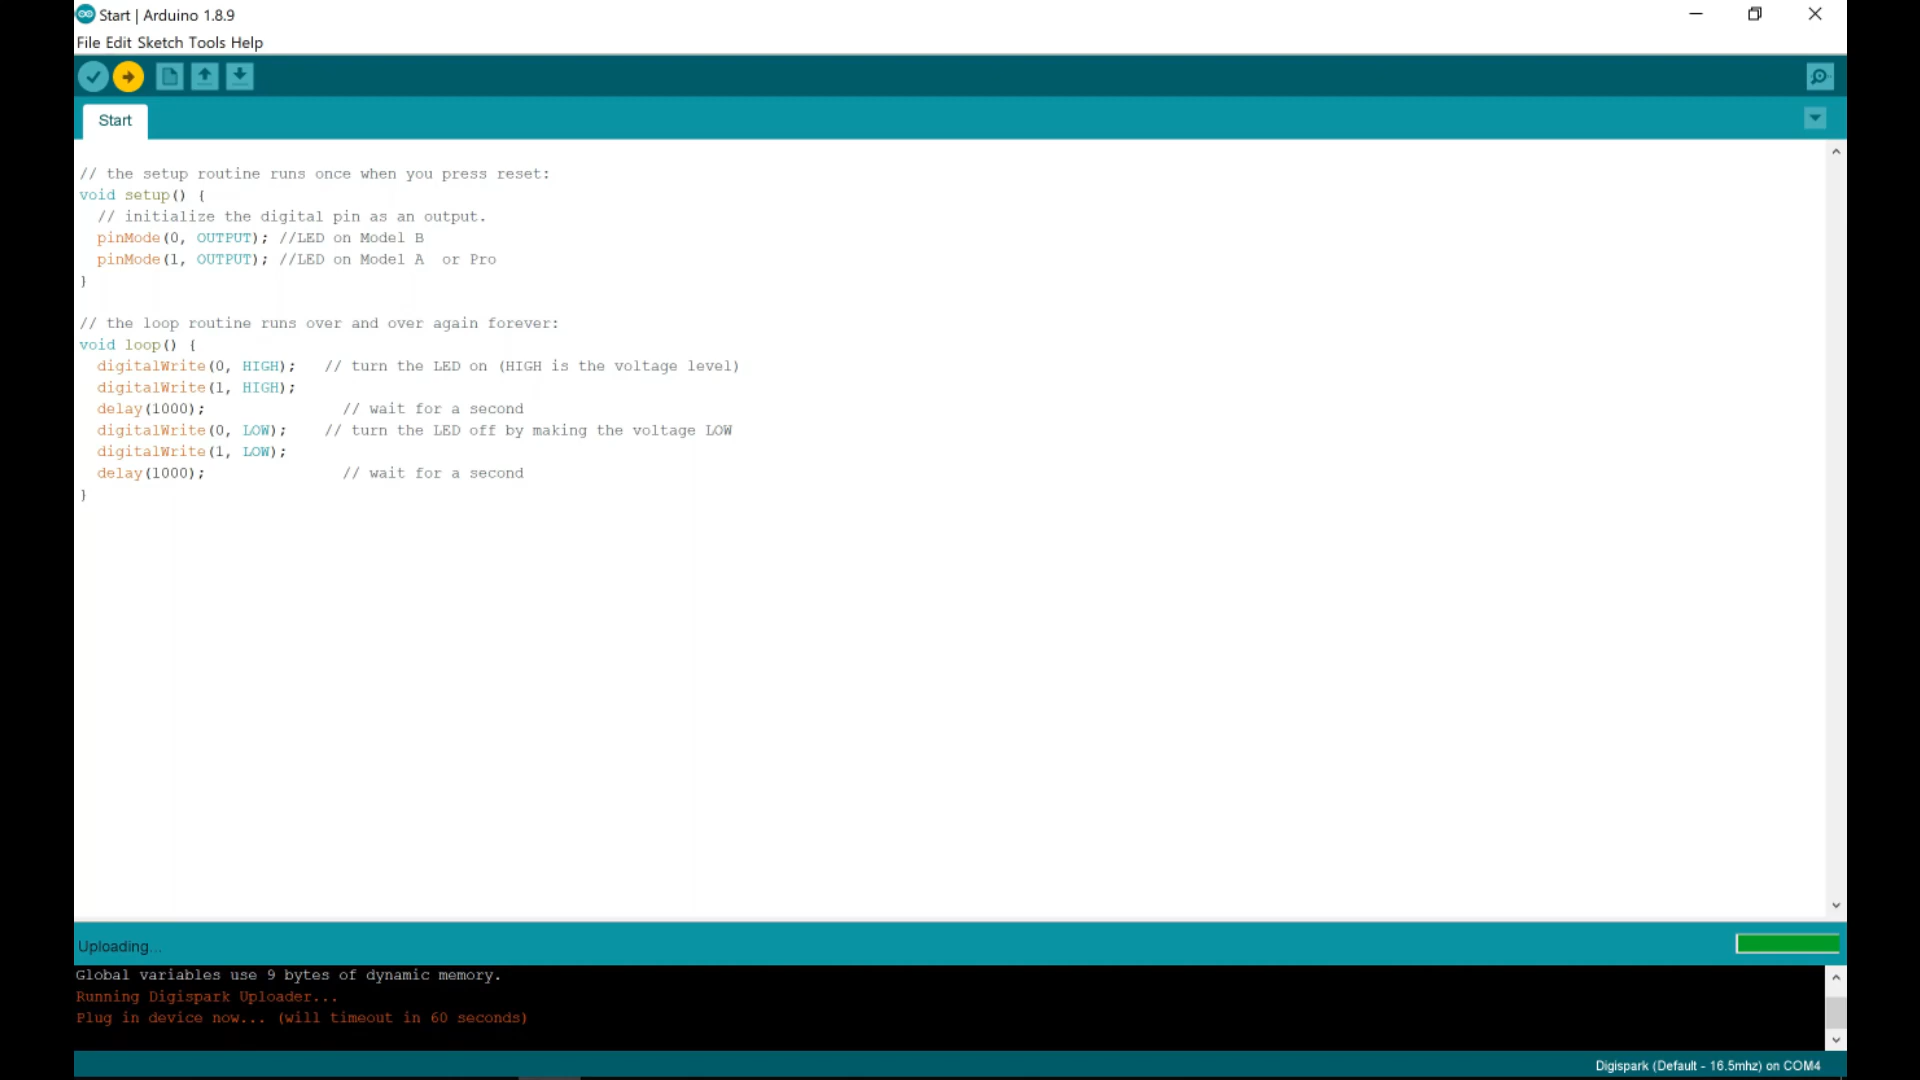 Start | Arduino 1.8.9
File Edit Sketch Tools Help
Start
// the setup routine runs once when you press reset:
void setup() {
  // initialize the digital pin as an output.
  pinMode(0, OUTPUT); //LED on Model B
  pinMode(1, OUTPUT); //LED on Model A  or Pro
}
// the loop routine runs over and over again forever:
void loop() {
  digitalWrite(0, HIGH);   // turn the LED on (HIGH is the voltage level)
  digitalWrite(1, HIGH);
  delay(1000);               // wait for a second
  digitalWrite(0, LOW);    // turn the LED off by making the voltage LOW
  digitalWrite(1, LOW);
  delay(1000);               // wait for a second
}
Uploading...
Global variables use 9 bytes of dynamic memory.
Running Digispark Uploader...
Plug in device now... (will timeout in 60 seconds)
Digispark (Default - 16.5mhz) on COM4